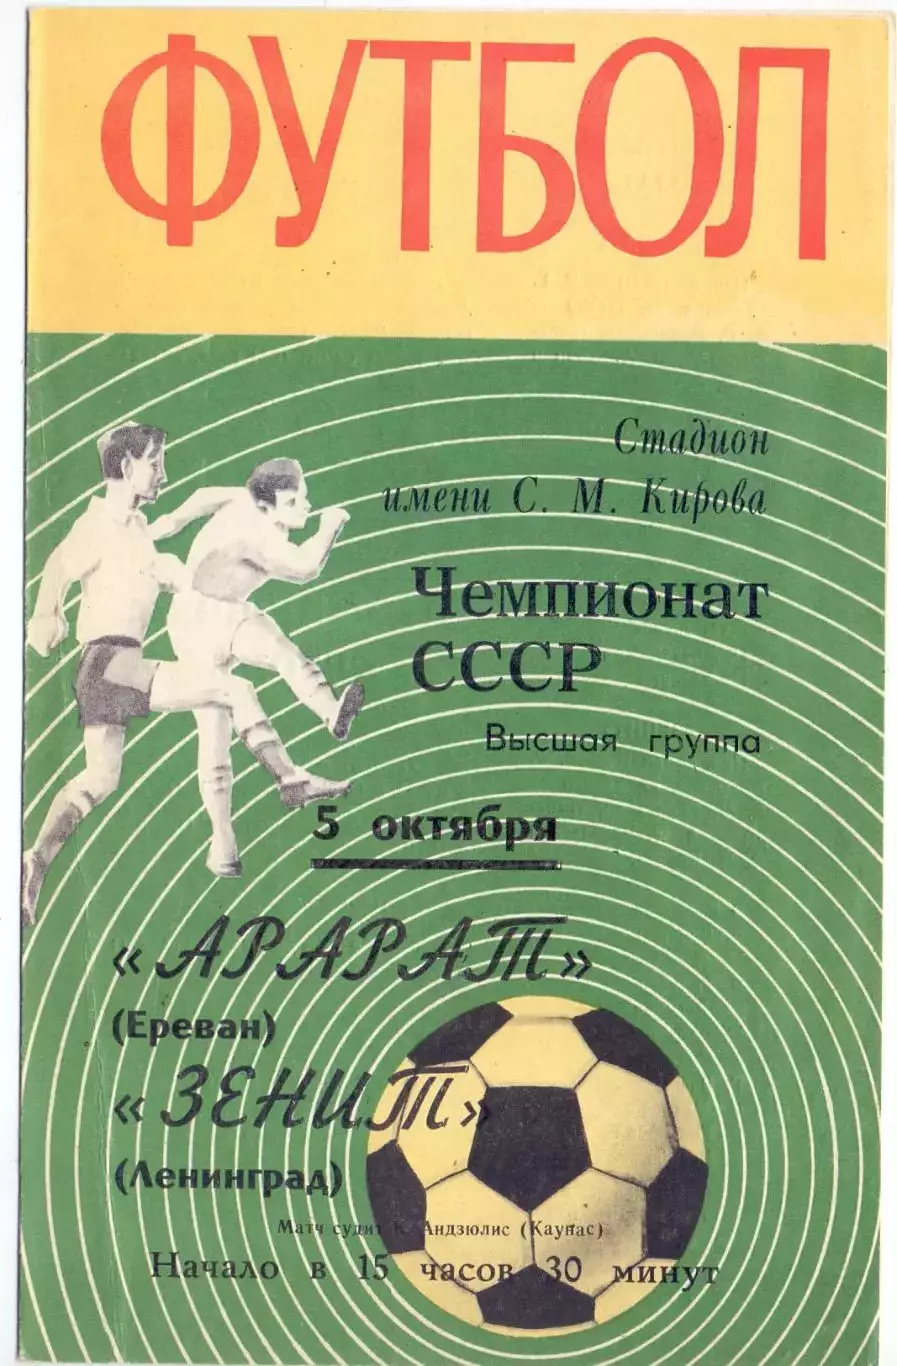 ФУТБОЛ
Стадион
имени С. М. Кирова
Чемпионат
СССР
Высшая группа
5 октября
«АРАРАТ»
(Ереван)
«ЗЕНИТ»
(Ленинград)
Матч судит К. Андзюлис (Каунас)
Начало в 15 часов 30 минут